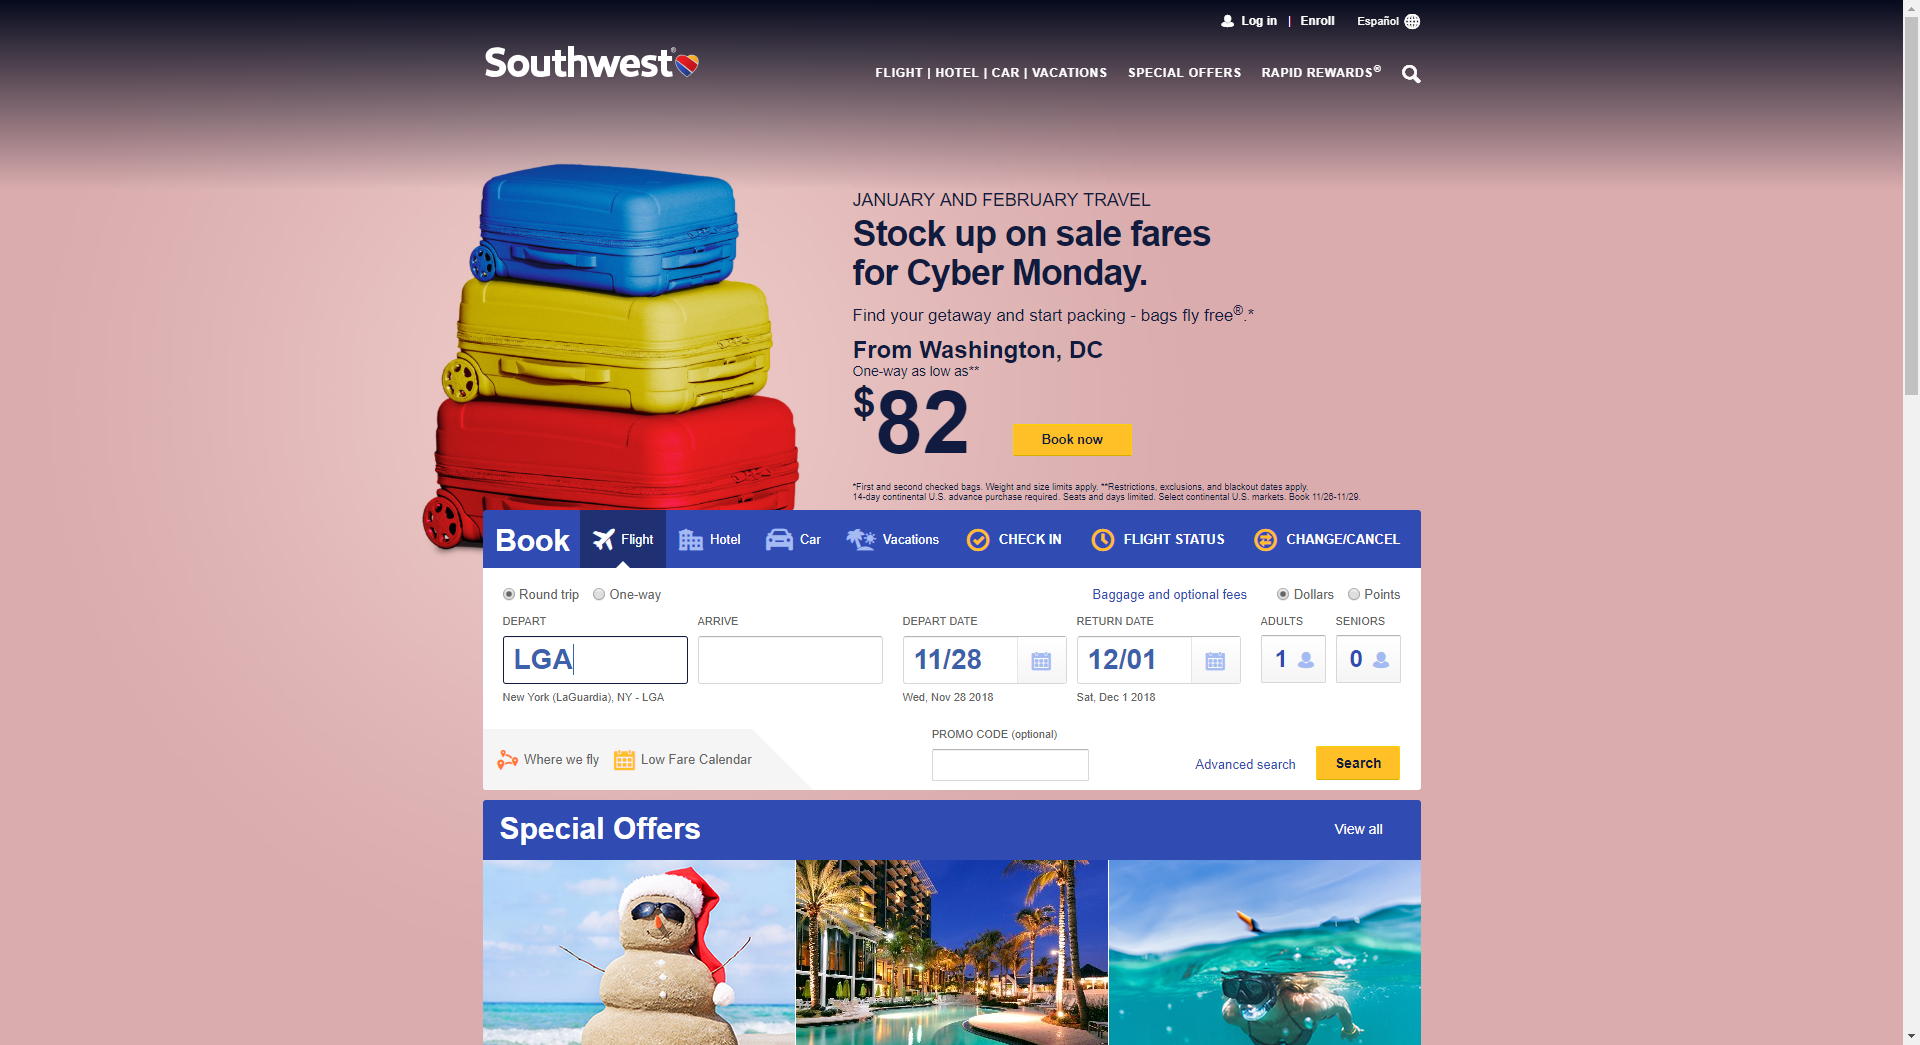 Log in | Enroll Español
Southwest®
FLIGHT | HOTEL | CAR | VACATIONS SPECIAL OFFERS RAPID REWARDS®
JANUARY AND FEBRUARY TRAVEL
Stock up on sale fares
for Cyber Monday.
Find your getaway and start packing - bags fly free®.*
From Washington, DC
One-way as low as**
$82
Book now
*First and second checked bags. Weight and size limits apply. **Restrictions, exclusions, and blackout dates apply.
14-day continental U.S. advance purchase required. Seats and days limited. Select continental U.S. markets. Book 11/26-11/29.
Book Flight Hotel Car Vacations CHECK IN FLIGHT STATUS CHANGE/CANCEL
Round trip One-way Baggage and optional fees Dollars Points
DEPART ARRIVE DEPART DATE RETURN DATE ADULTS SENIORS
LGA 11/28 12/01 1 0
New York (LaGuardia), NY - LGA Wed, Nov 28 2018 Sat, Dec 1 2018
PROMO CODE (optional)
Where we fly Low Fare Calendar Advanced search Search
Special Offers View all